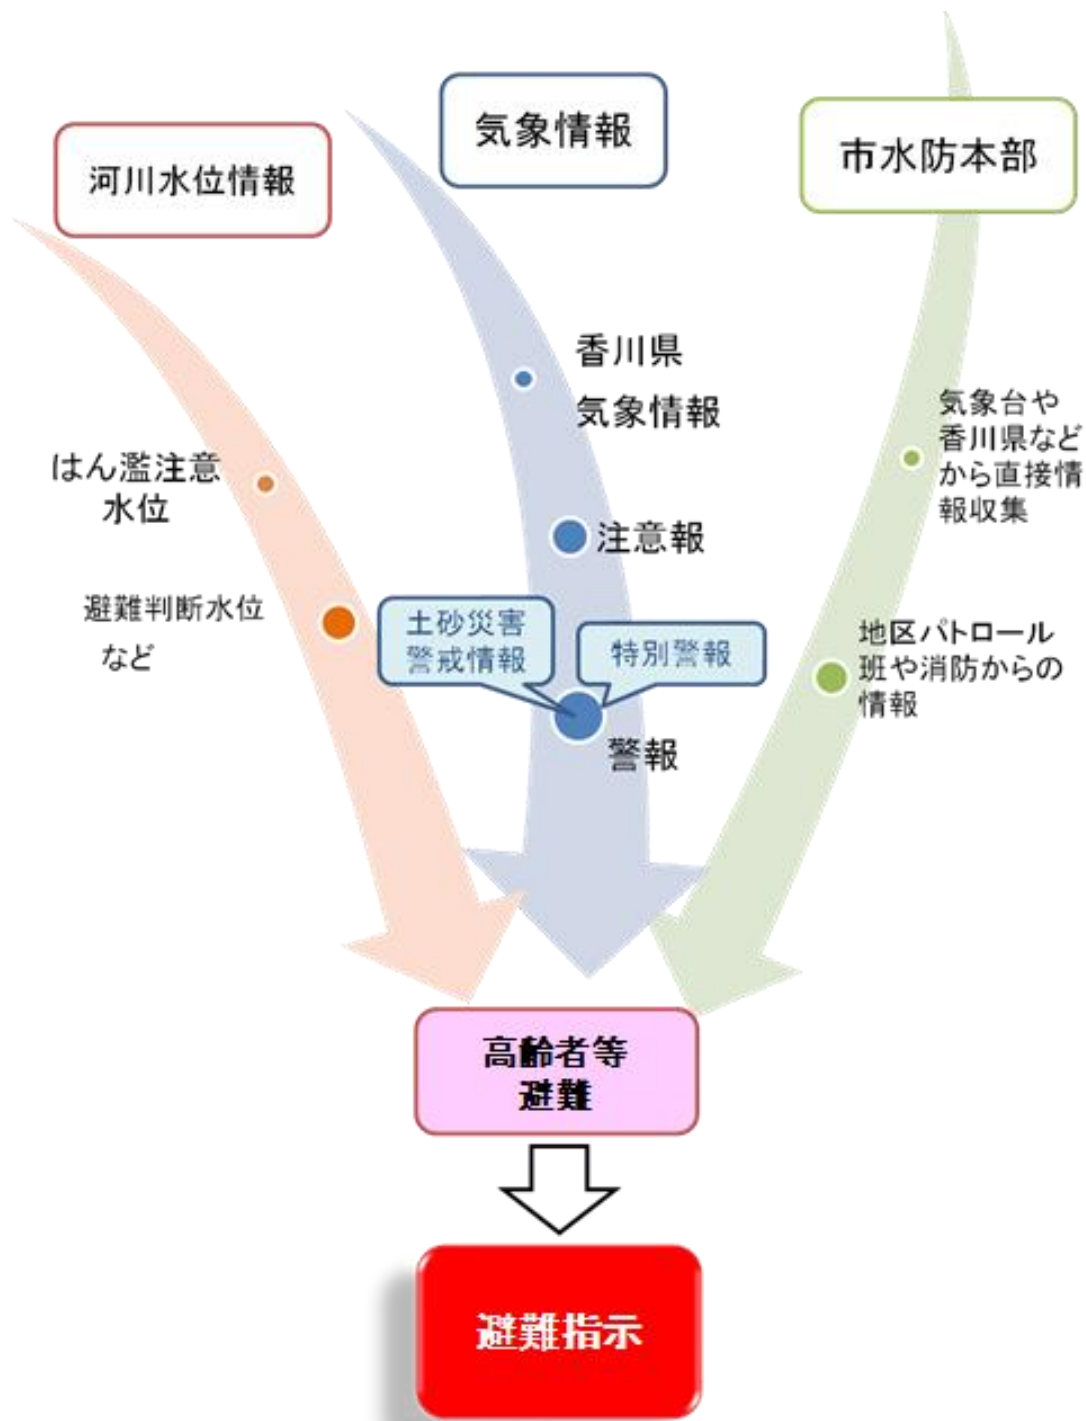 河川水位情報
気象情報
市水防本部
はん濫注意
水位
避難判断水位
など
香川県
気象情報
注意報
土砂災害
警戒情報
特別警報
警報
気象台や
香川県など
から直接情
報収集
地区パトロール
班や消防からの
情報
高齢者等
避難
避難指示